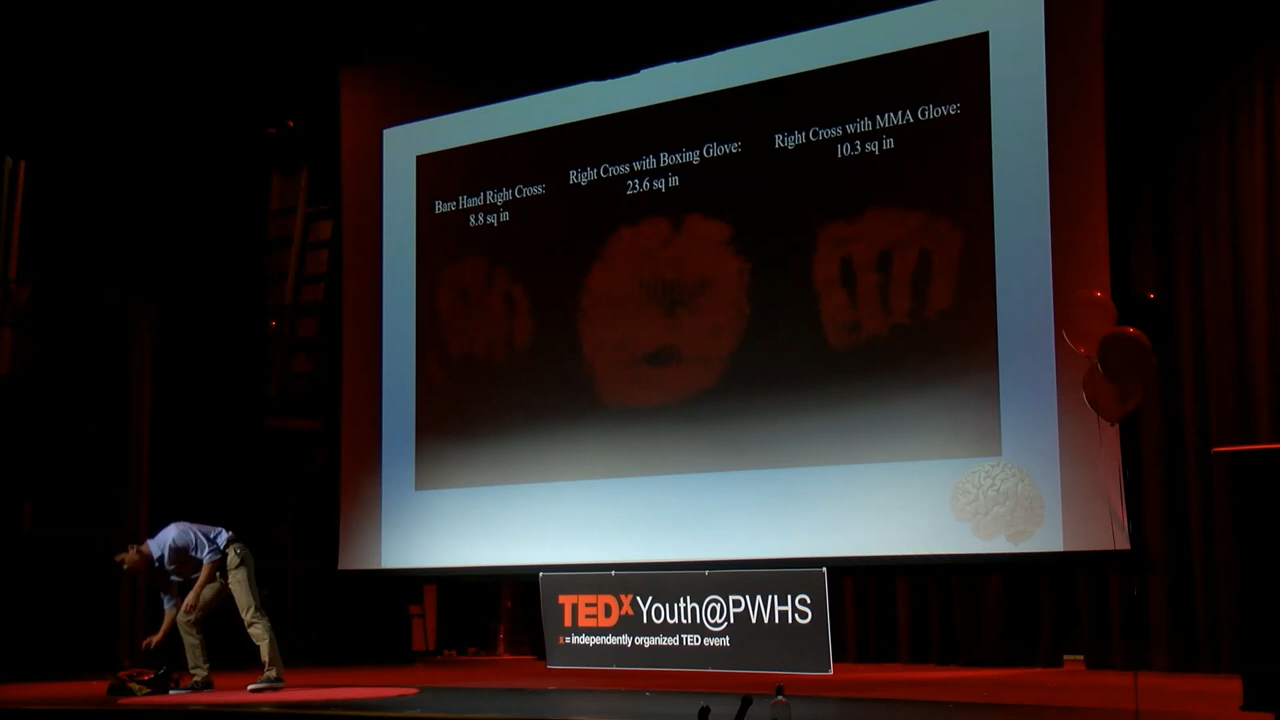 Bare Hand Right Cross:
8.8 sq in
Right Cross with Boxing Glove:
23.6 sq in
Right Cross with MMA Glove:
10.3 sq in
TEDx Youth@PWHS
x = independently organized TED event